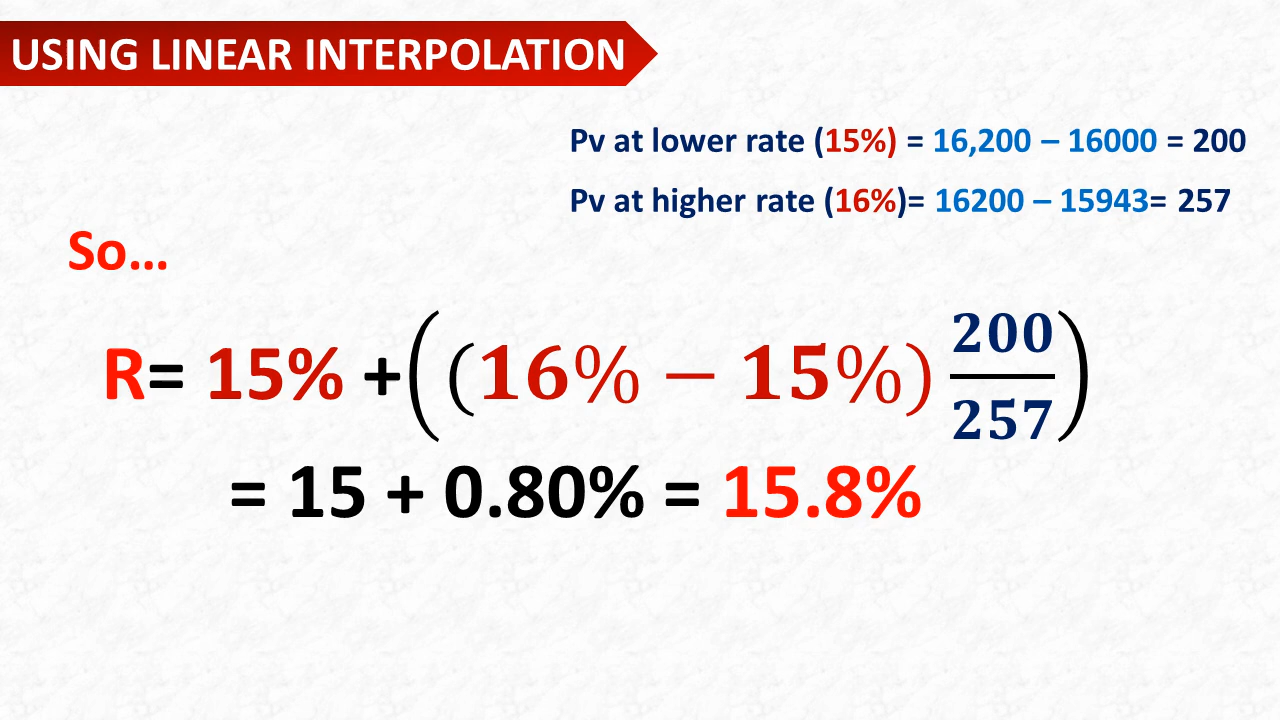 USING LINEAR INTERPOLATION
Pv at lower rate (15%) = 16,200 – 16000 = 200
Pv at higher rate (16%)= 16200 – 15943= 257
So...
R= 15% +((16% − 15%) 200/257)
= 15 + 0.80% = 15.8%